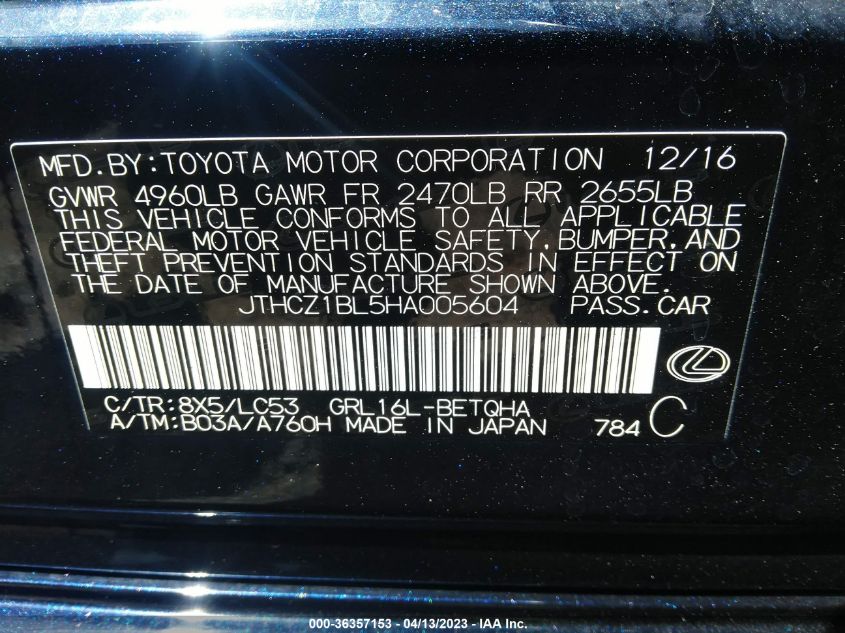 MFD.BY:TOYOTA MOTOR CORPORATION 12/16
GVWR 4960LB GAWR FR 2470LB RR 2655LB
THIS VEHICLE CONFORMS TO ALL APPLICABLE
FEDERAL MOTOR VEHICLE SAFETY,BUMPER,AND
THEFT PREVENTION STANDARDS IN EFFECT ON
THE DATE OF MANUFACTURE SHOWN ABOVE.
JTHCZ1BL5HA005604 PASS.CAR
C/TR:8X5/LC53 GRL16L-BETQHA
A/TM:B03A/A760H MADE IN JAPAN 784 C
000-36357153 - 04/13/2023 - IAA Inc.